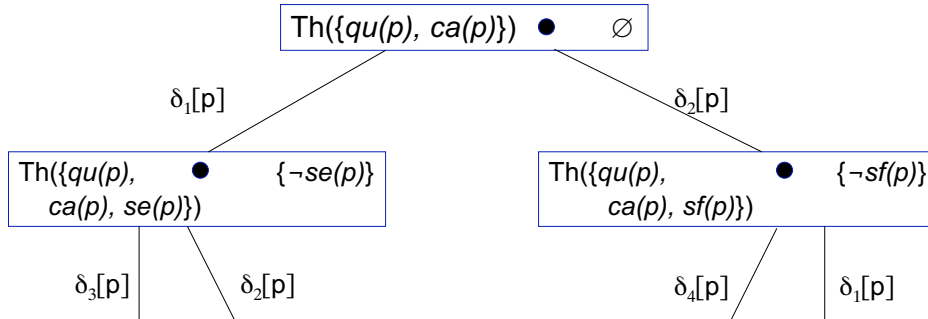 Th({qu(p), ca(p)}) ● ∅
δ₁[p] δ₂[p]
Th({qu(p), ● {¬se(p)}
ca(p), se(p)})
Th({qu(p), ● {¬sf(p)}
ca(p), sf(p)})
δ₃[p] δ₂[p] δ₄[p] δ₁[p]